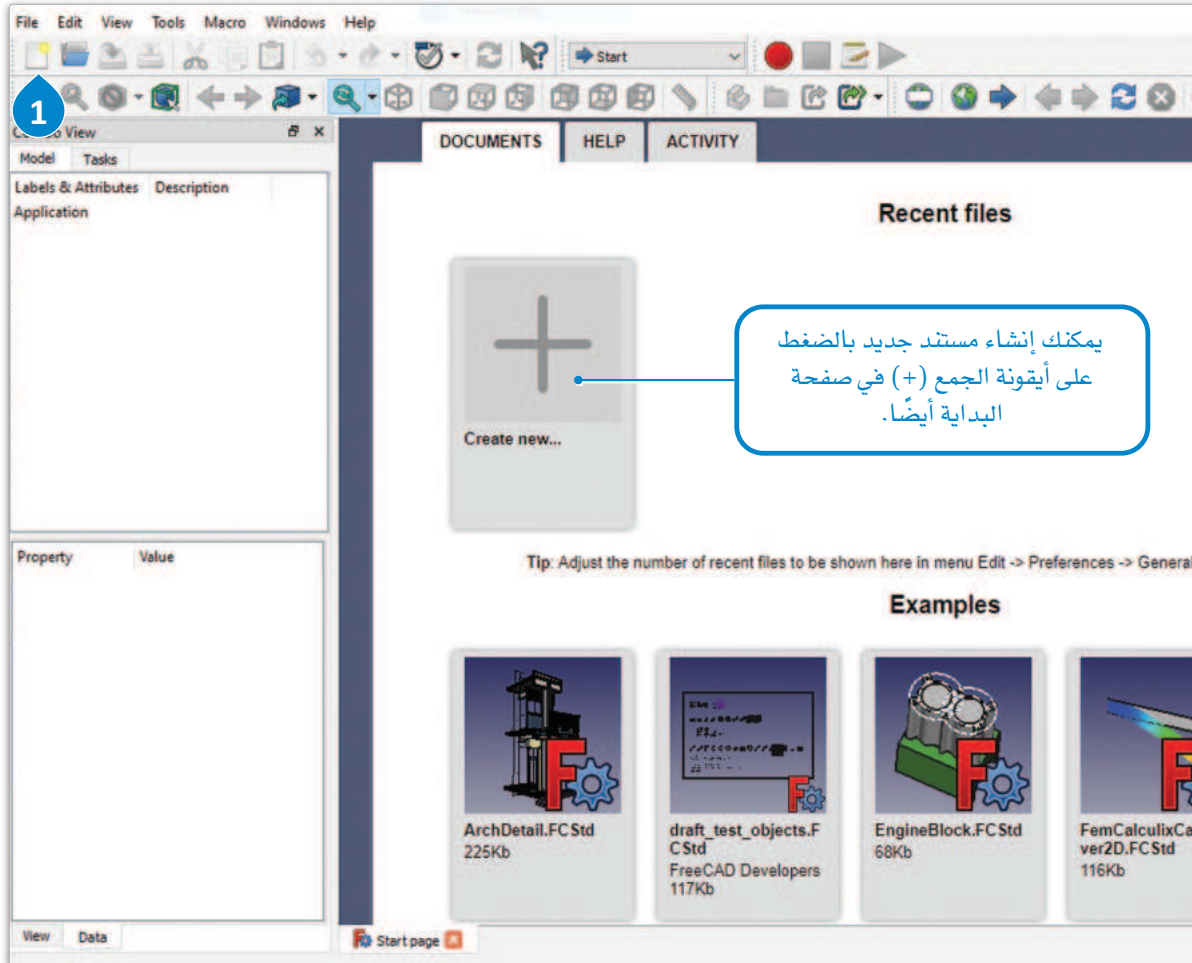 File Edit View Tools Macro Windows Help
Start
1
View
Model Tasks
Labels & Attributes Description
Application
DOCUMENTS HELP ACTIVITY
Recent files
Create new...
يمكنك إنشاء مستند جديد بالضغط
على أيقونة الجمع (+) في صفحة
البداية أيضًا.
Tip: Adjust the number of recent files to be shown here in menu Edit -> Preferences -> General
Property Value
Examples
ArchDetail.FCStd
225Kb
draft_test_objects.F
CStd
FreeCAD Developers
117Kb
EngineBlock.FCStd
68Kb
FemCalculixCa
ver2D.FCStd
116Kb
View Data
Start page